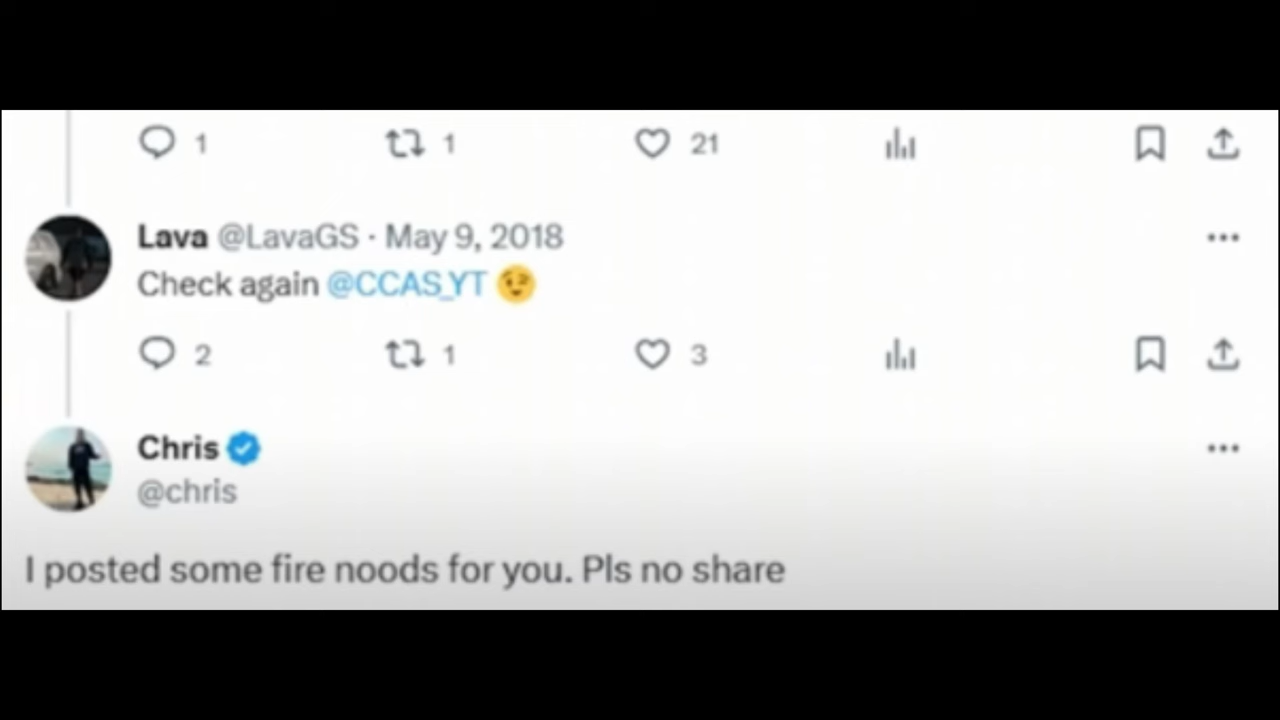 1 1 21
Lava @LavaGS · May 9, 2018
Check again @CCAS_YT 😉
2 1 3
Chris
@chris
I posted some fire noods for you. Pls no share